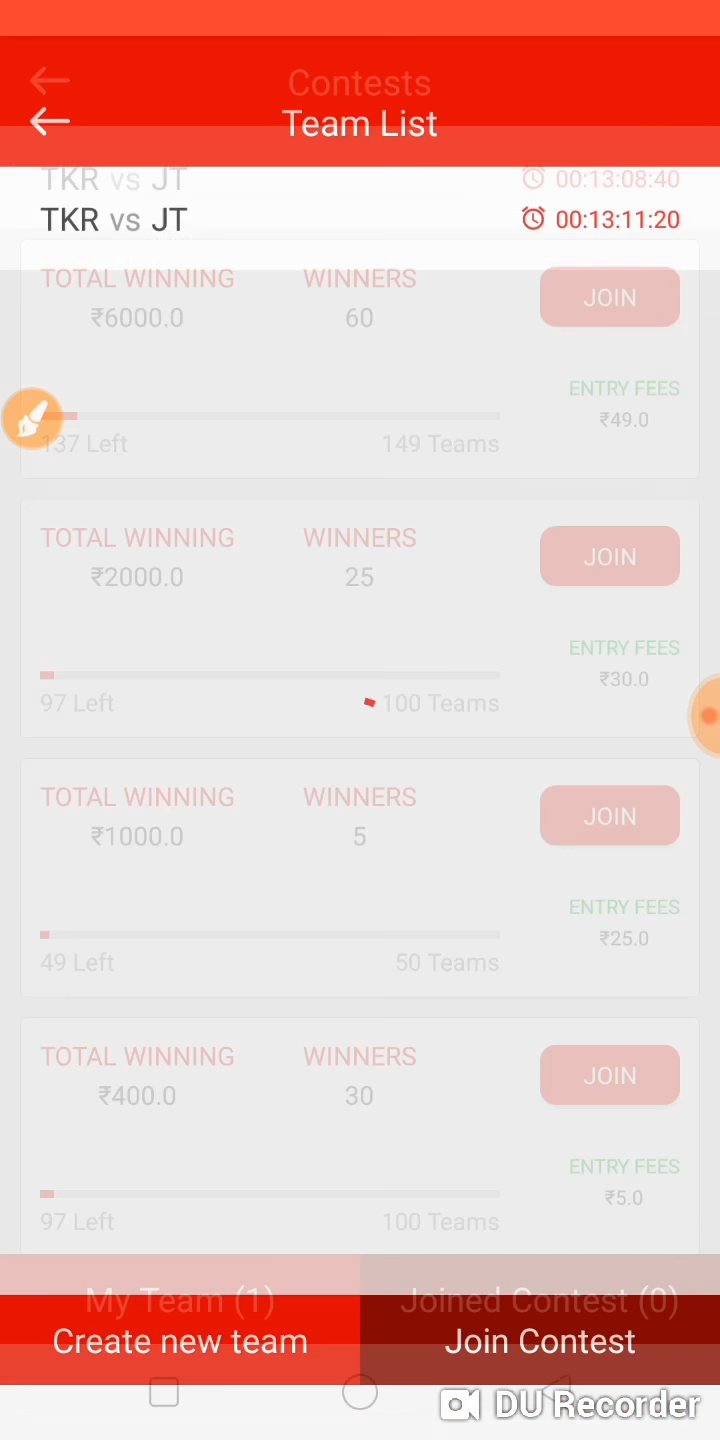 Contests
Team List
TKR vs JT 00:13:08:40
TKR vs JT 00:13:11:20
TOTAL WINNING WINNERS JOIN
₹6000.0 60
ENTRY FEES
₹49.0
137 Left 149 Teams
TOTAL WINNING WINNERS JOIN
₹2000.0 25
ENTRY FEES
₹30.0
97 Left 100 Teams
TOTAL WINNING WINNERS JOIN
₹1000.0 5
ENTRY FEES
₹25.0
49 Left 50 Teams
TOTAL WINNING WINNERS JOIN
₹400.0 30
ENTRY FEES
₹5.0
97 Left 100 Teams
My Team (1) Joined Contest (0)
Create new team Join Contest
DU Recorder